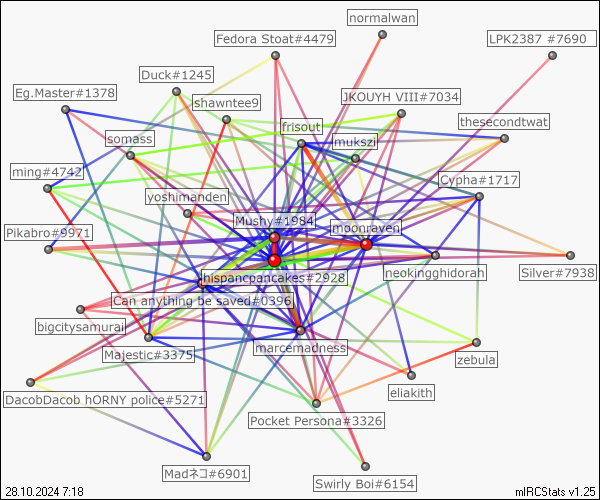 normalwan
Fedora Stoat#4479
LPK2387 #7690
Duck#1245
Eg.Master#1378
shawntee9
JKOUYH VIII#7034
frisout
thesecondtwat
somass
mukszi
ming#4742
Cypha#1717
yoshimanden
Mushy#1984
moonraven
Pikabro#9971
hispancpancakes#2928
neokingghidorah
Silver#7938
Can anything be saved#0396
bigcitysamurai
Majestic#3375
marcemadness
zebula
eliakith
DacobDacob hORNY police#5271
Pocket Persona#3326
Madネコ#6901
Swirly Boi#6154
28.10.2024 7:18
mIRCStats v1.25